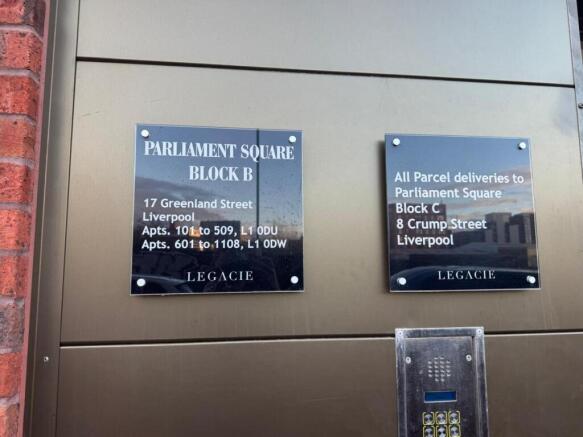 PARLIAMENT SQUARE
BLOCK B
17 Greenland Street
Liverpool
Apts. 101 to 509, L1 0DU
Apts. 601 to 1108, L1 0DW
LEGACIE
All Parcel deliveries to
Parliament Square
Block C
8 Crump Street
Liverpool
LEGACIE